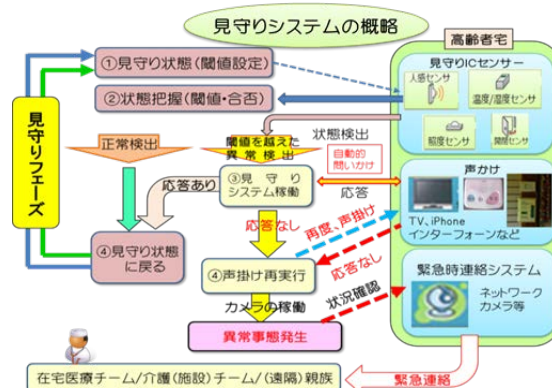 見守りシステムの概略
高齢者宅
①見守り状態(閾値設定)
見守りICセンサー
人感センサ
温度/湿度センサ
②状態把握(閾値・合否)
照度センサ
開閉センサ
見守りフェーズ
正常検出
閾値を越えた
異常検出
状態検出
自動的
問いかけ
③見守り
システム稼働
応答あり
応答
声かけ
TV、iPhone
インターフォーンなど
応答なし
再度、声掛け
④見守り状態
に戻る
④声掛け再実行
応答なし
緊急時連絡システム
カメラの稼働
状況確認
ネットワーク
カメラ等
異常事態発生
在宅医療チーム/介護(施設)チーム/(遠隔)親族
緊急連絡